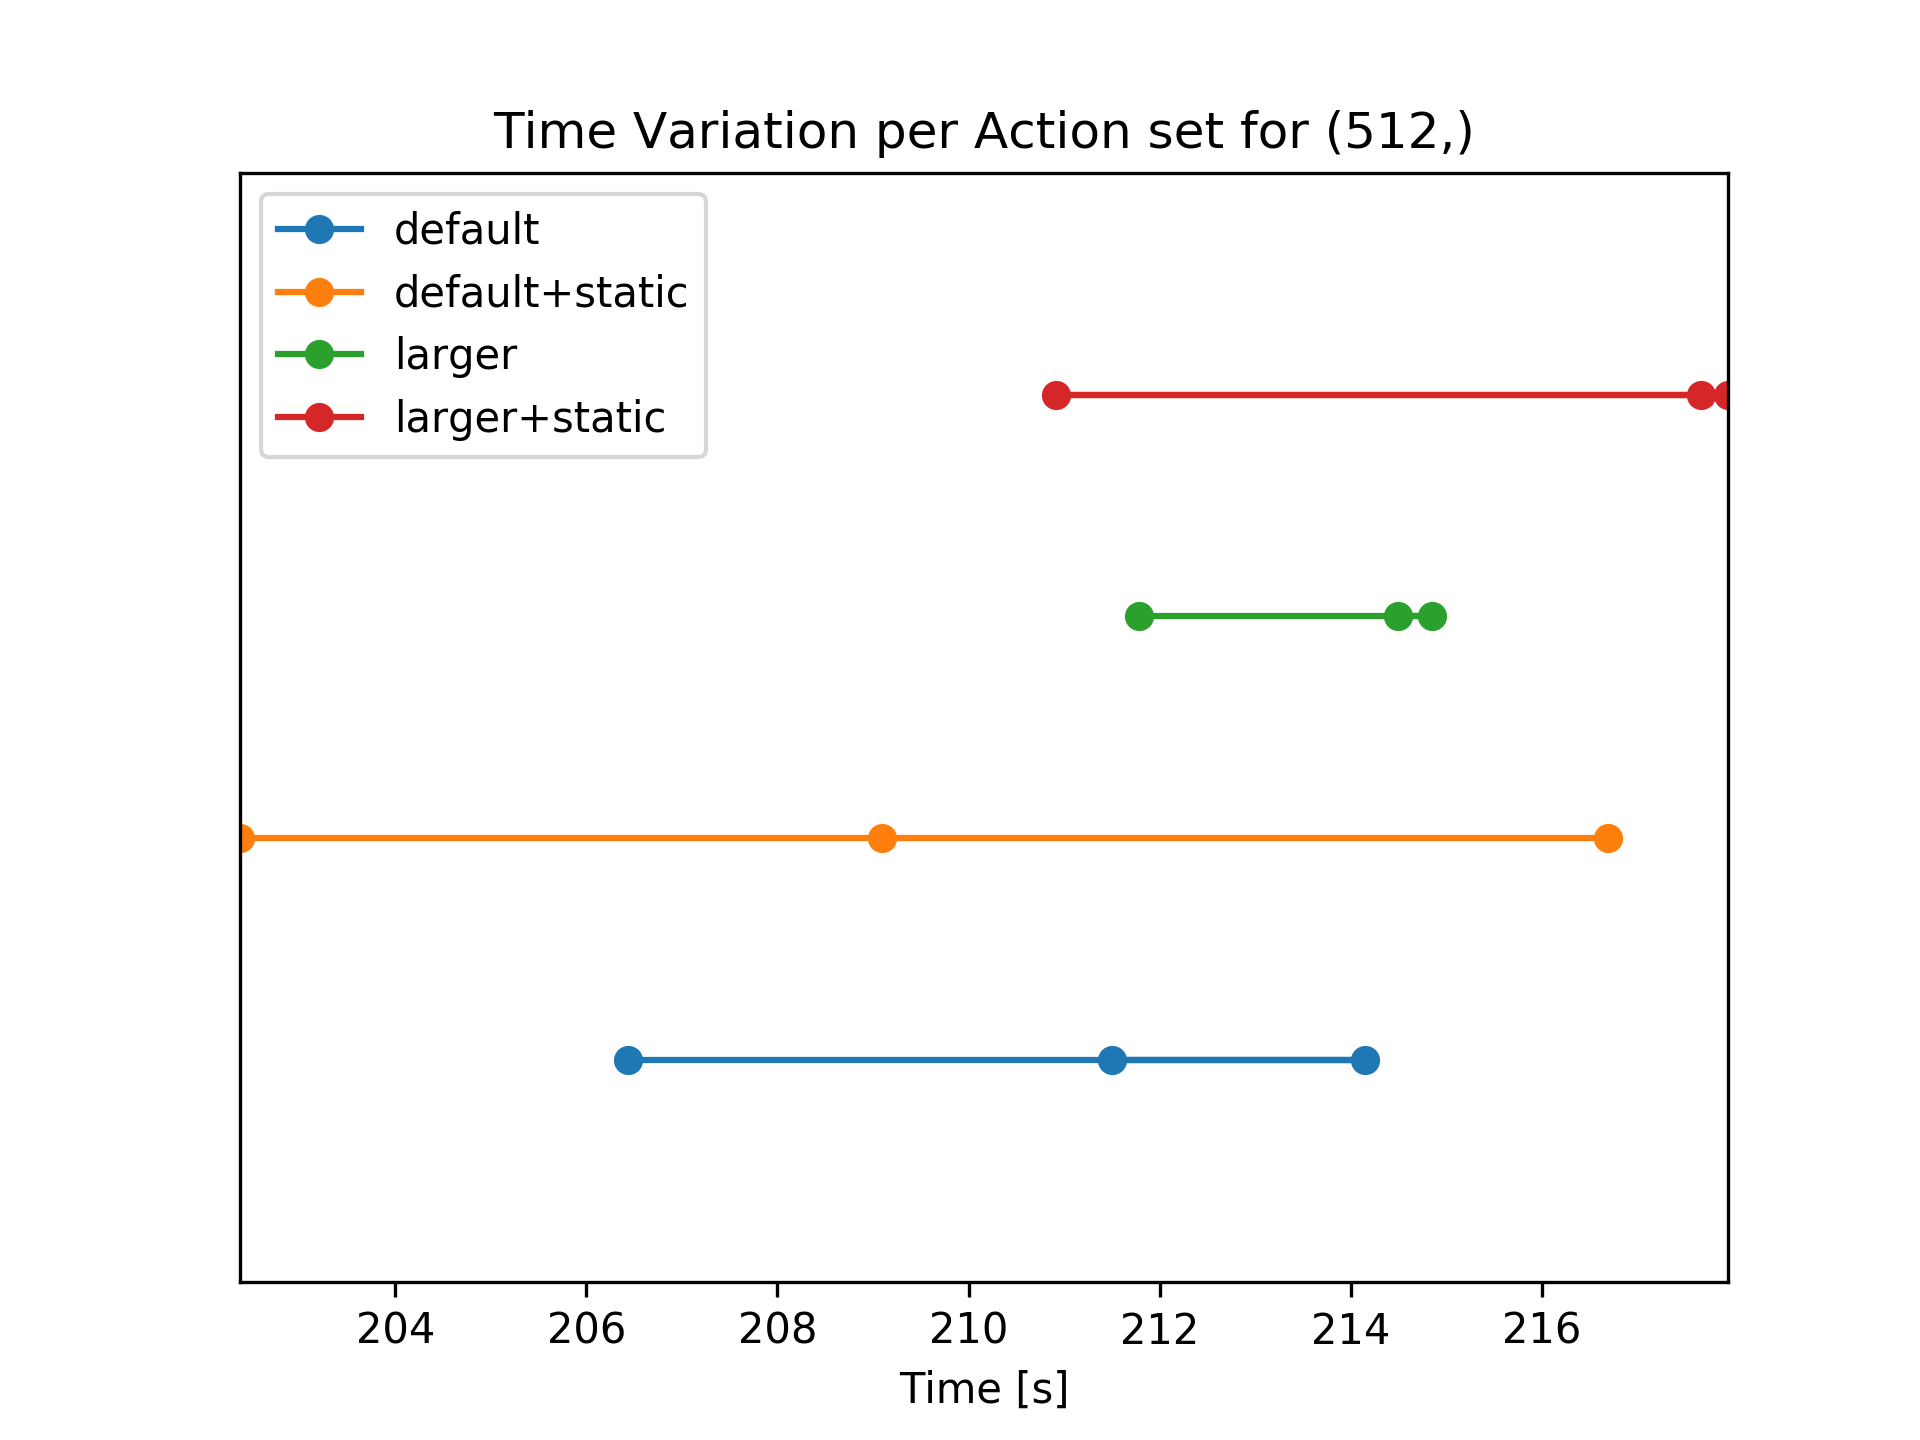 Time Variation per Action set for (512,)
default
default+static
larger
larger+static
204 206 208 210 212 214 216
Time [s]